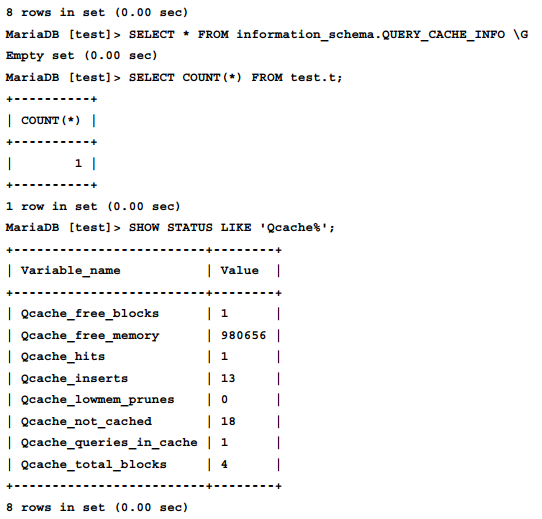 8 rows in set (0.00 sec)
MariaDB [test]> SELECT * FROM information_schema.QUERY_CACHE_INFO \G
Empty set (0.00 sec)
MariaDB [test]> SELECT COUNT(*) FROM test.t;
+----------+
| COUNT(*) |
+----------+
|        1 |
+----------+
1 row in set (0.00 sec)
MariaDB [test]> SHOW STATUS LIKE 'Qcache%';
+-------------------------+--------+
| Variable_name           | Value  |
+-------------------------+--------+
| Qcache_free_blocks      | 1      |
| Qcache_free_memory      | 980656 |
| Qcache_hits             | 1      |
| Qcache_inserts          | 13     |
| Qcache_lowmem_prunes    | 0      |
| Qcache_not_cached       | 18     |
| Qcache_queries_in_cache | 1      |
| Qcache_total_blocks     | 4      |
+-------------------------+--------+
8 rows in set (0.00 sec)